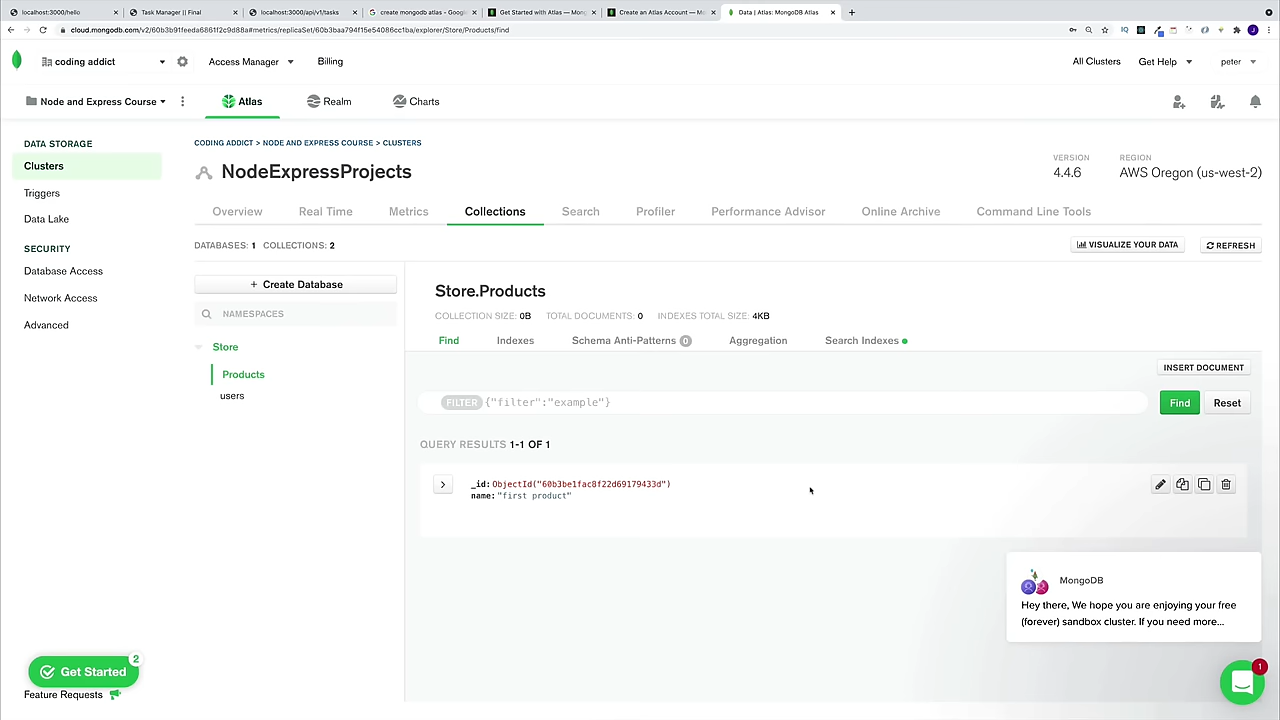 localhost:3000/hello
Task Manager || Final
localhost:3000/api/v1/tasks
create mongodb atlas - Googl
Get Started with Atlas — Mon
Create an Atlas Account — M
Data | Atlas: MongoDB Atlas
cloud.mongodb.com/v2/60b3b91feeda6861f2c9d88a#metrics/replicaSet/60b3baa794f15e54086cc1ba/explorer/Store/Products/find
coding addict
Access Manager
Billing
All Clusters
Get Help
peter
Node and Express Course
Atlas
Realm
Charts
DATA STORAGE
Clusters
Triggers
Data Lake
SECURITY
Database Access
Network Access
Advanced
CODING ADDICT > NODE AND EXPRESS COURSE > CLUSTERS
NodeExpressProjects
VERSION
4.4.6
REGION
AWS Oregon (us-west-2)
Overview
Real Time
Metrics
Collections
Search
Profiler
Performance Advisor
Online Archive
Command Line Tools
DATABASES: 1 COLLECTIONS: 2
VISUALIZE YOUR DATA
REFRESH
+ Create Database
NAMESPACES
Store
Products
users
Store.Products
COLLECTION SIZE: 0B TOTAL DOCUMENTS: 0 INDEXES TOTAL SIZE: 4KB
Find
Indexes
Schema Anti-Patterns 0
Aggregation
Search Indexes
INSERT DOCUMENT
FILTER {"filter":"example"}
Find
Reset
QUERY RESULTS 1-1 OF 1
_id: ObjectId("60b3be1fac8f22d69179433d")
name: "first product"
MongoDB
Hey there, We hope you are enjoying your free
(forever) sandbox cluster. If you need more...
Get Started
2
Feature Requests
1